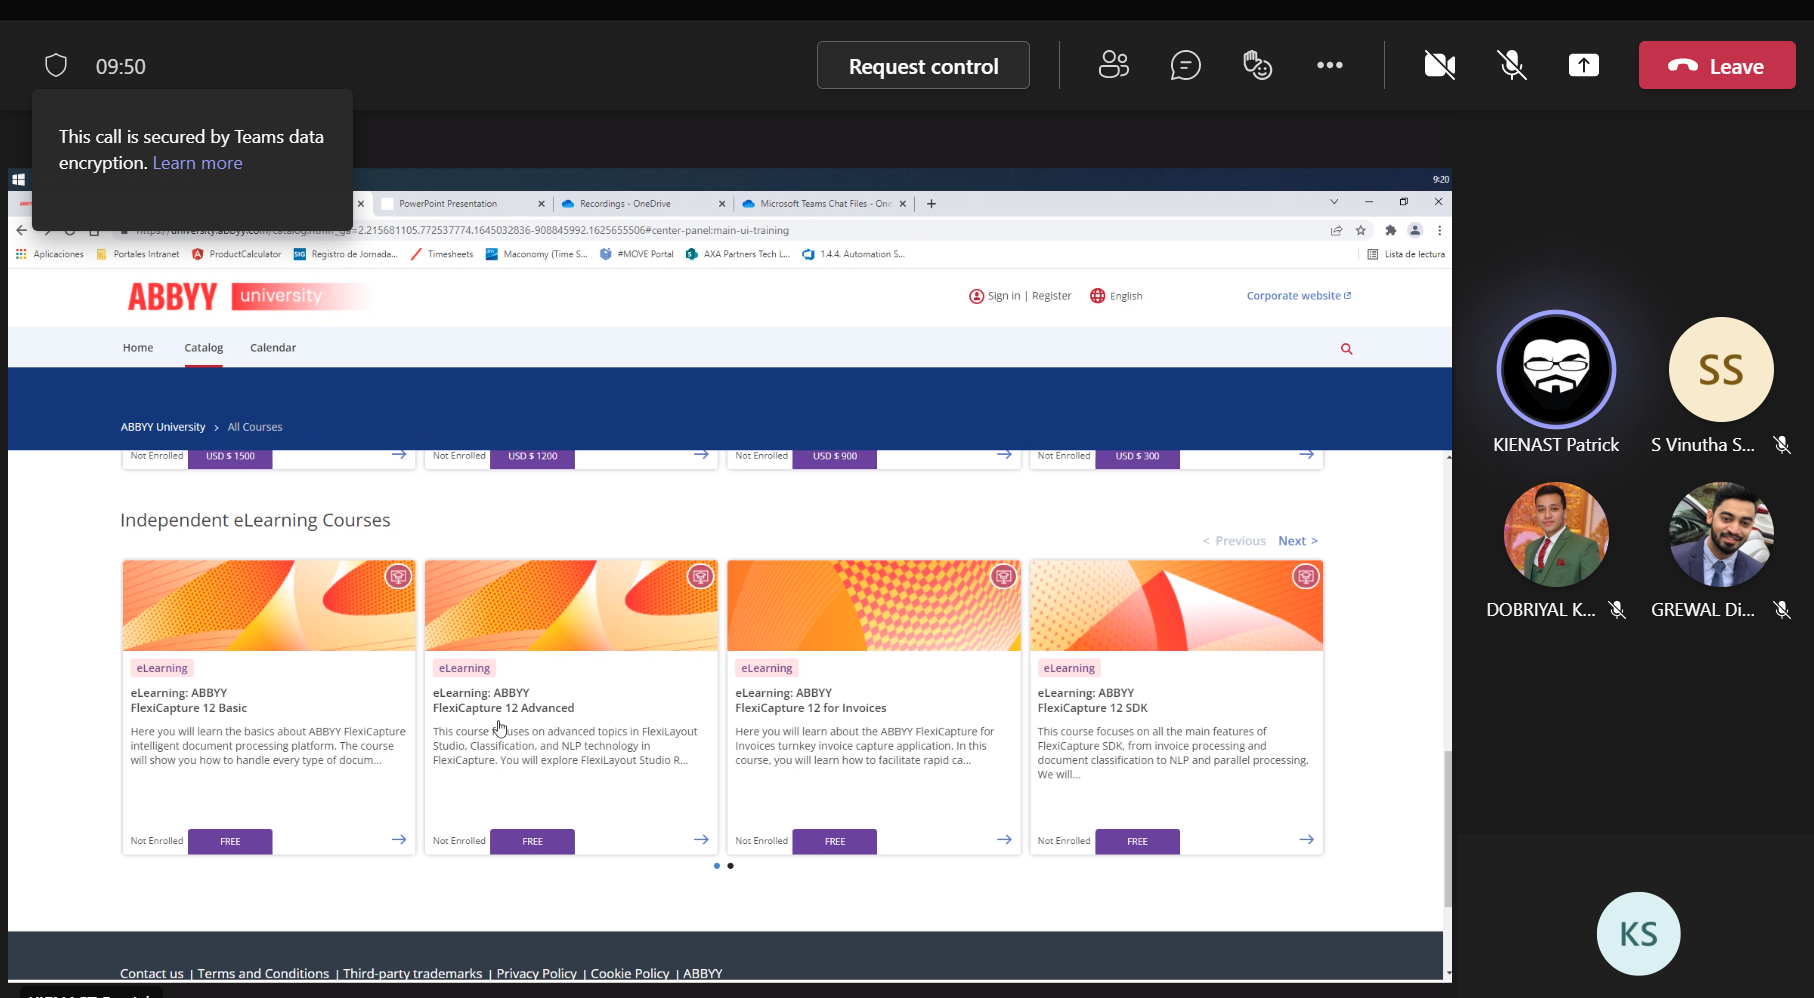 09:50
Request control
Leave
This call is secured by Teams data
encryption. Learn more
9:20
PowerPoint Presentation
Recordings - OneDrive
Microsoft Teams Chat Files - One
=2.215681105.772537774.1645032836-908845992.1625655506#center-panel:main-ui-training
Aplicaciones
Portales Intranet
ProductCalculator
Registro de Jornada...
Timesheets
Maconomy (Time S...
#MOVE Portal
AXA Partners Tech L...
1.4.4. Automation S...
Lista de lectura
ABBYY university
Sign in | Register
English
Corporate website
Home
Catalog
Calendar
ABBYY University > All Courses
Not Enrolled USD $ 1500
Not Enrolled USD $ 1200
Not Enrolled USD $ 900
Not Enrolled USD $ 300
Independent eLearning Courses
< Previous Next >
eLearning
eLearning: ABBYY
FlexiCapture 12 Basic
Here you will learn the basics about ABBYY FlexiCapture
intelligent document processing platform. The course
will show you how to handle every type of docum...
Not Enrolled FREE
eLearning
eLearning: ABBYY
FlexiCapture 12 Advanced
This course uses on advanced topics in FlexiLayout
Studio, Classification, and NLP technology in
FlexiCapture. You will explore FlexiLayout Studio R...
Not Enrolled FREE
eLearning
eLearning: ABBYY
FlexiCapture 12 for Invoices
Here you will learn about the ABBYY FlexiCapture for
Invoices turnkey invoice capture application. In this
course, you will learn how to facilitate rapid ca...
Not Enrolled FREE
eLearning
eLearning: ABBYY
FlexiCapture 12 SDK
This course focuses on all the main features of
FlexiCapture SDK, from invoice processing and
document classification to NLP and parallel processing.
We will...
Not Enrolled FREE
Contact us | Terms and Conditions | Third-party trademarks | Privacy Policy | Cookie Policy | ABBYY
KIENAST Patrick
SS
S Vinutha S...
DOBRIYAL K...
GREWAL Di...
KS